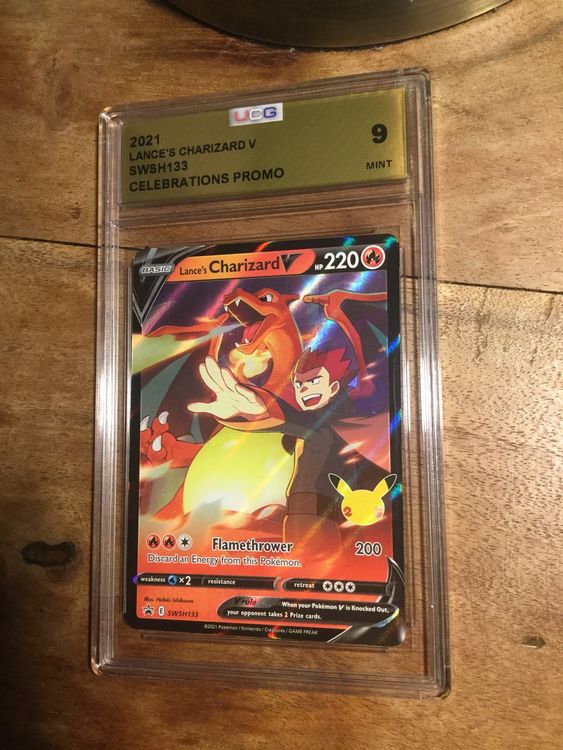 UCG
2021
LANCE'S CHARIZARD V
SWSH133
CELEBRATIONS PROMO
9
MINT
BASIC Lance's Charizard V HP 220
Flamethrower 200
Discard an Energy from this Pokémon.
weakness ×2 resistance retreat
Illus. Hideki Ishikawa
V rule When your Pokémon V is Knocked Out,
your opponent takes 2 Prize cards.
E SWSH133
©2021 Pokémon / Nintendo / Creatures / GAME FREAK